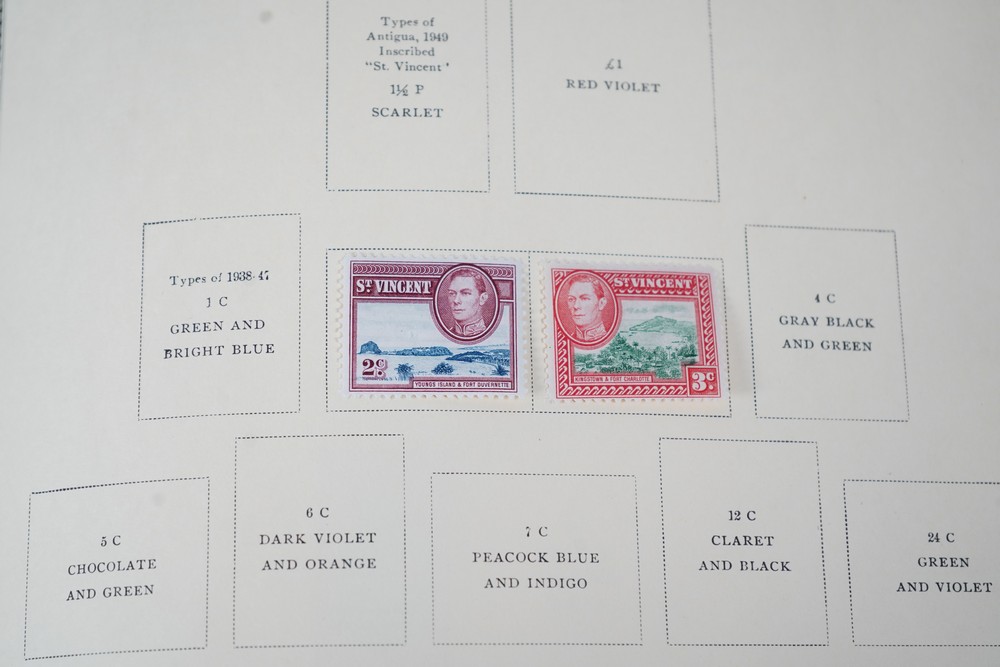 Types of
Antigua, 1949
Inscribed
"St. Vincent'
1½ P
SCARLET
£1
RED VIOLET
Types of 1938-47
1 C
GREEN AND
BRIGHT BLUE
ST VINCENT
2c
YOUNGS ISLAND & FORT DUVERNETTE
ST VINCENT
KINGSTOWN & FORT CHARLOTTE
3c
4 C
GRAY BLACK
AND GREEN
5 C
CHOCOLATE
AND GREEN
6 C
DARK VIOLET
AND ORANGE
7 C
PEACOCK BLUE
AND INDIGO
12 C
CLARET
AND BLACK
24 C
GREEN
AND VIOLET